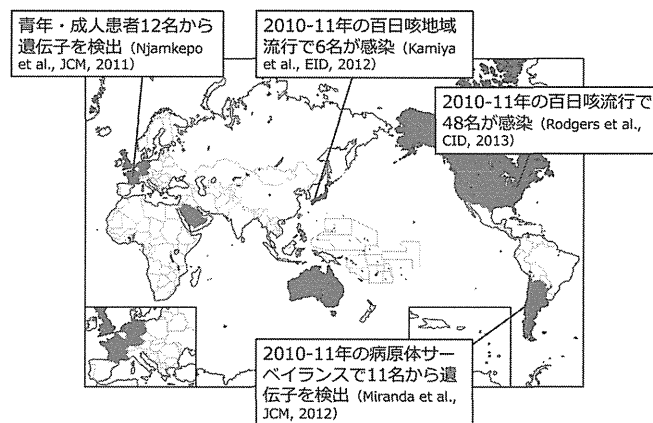 青年・成人患者12名から
遺伝子を検出（Njamkepo
et al., JCM, 2011）
2010-11年の百日咳地域
流行で6名が感染（Kamiya
et al., EID, 2012）
2010-11年の百日咳流行で
48名が感染（Rodgers et al.,
CID, 2013）
2010-11年の病原体サー
ベイランスで11名から遺
伝子を検出（Miranda et al.,
JCM, 2012）